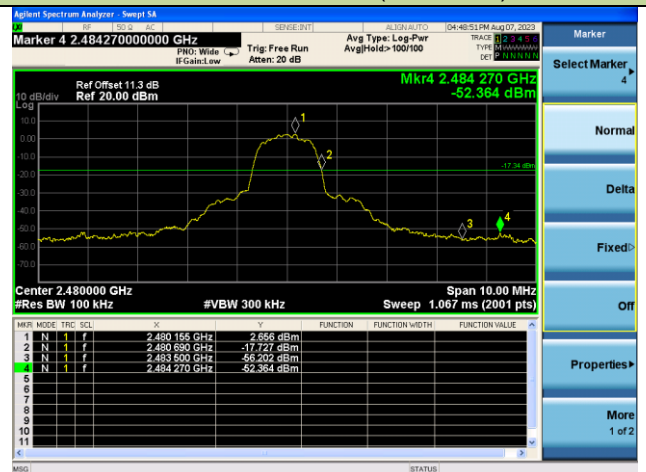 Agilent Spectrum Analyzer - Swept SA
RF 50 Ω AC SENSE:INT ALIGN AUTO 04:48:51 PM Aug 07, 2023
Marker 4 2.484270000000 GHz
PNO: Wide
IFGain:Low
Trig: Free Run
Atten: 20 dB
Avg Type: Log-Pwr
Avg|Hold:>100/100
TRACE 1 2 3 4 5 6
TYPE M
DET P N N N N N
Ref Offset 11.3 dB
Ref 20.00 dBm
10 dB/div
Log
Mkr4 2.484 270 GHz
-52.364 dBm
10.0
0.00
-10.0
-20.0
-30.0
-40.0
-50.0
-60.0
-70.0
1
2
3
4
-17.34 dBm
Center 2.480000 GHz
#Res BW 100 kHz
#VBW 300 kHz
Span 10.00 MHz
Sweep 1.067 ms (2001 pts)
MKR MODE TRC SCL X Y FUNCTION FUNCTION WIDTH FUNCTION VALUE
1 N 1 f 2.480 155 GHz 2.656 dBm
2 N 1 f 2.480 690 GHz -17.727 dBm
3 N 1 f 2.483 500 GHz -56.202 dBm
4 N 1 f 2.484 270 GHz -52.364 dBm
5
6
7
8
9
10
11
MSG STATUS
Marker
Select Marker
4
Normal
Delta
Fixed
Off
Properties
More
1 of 2